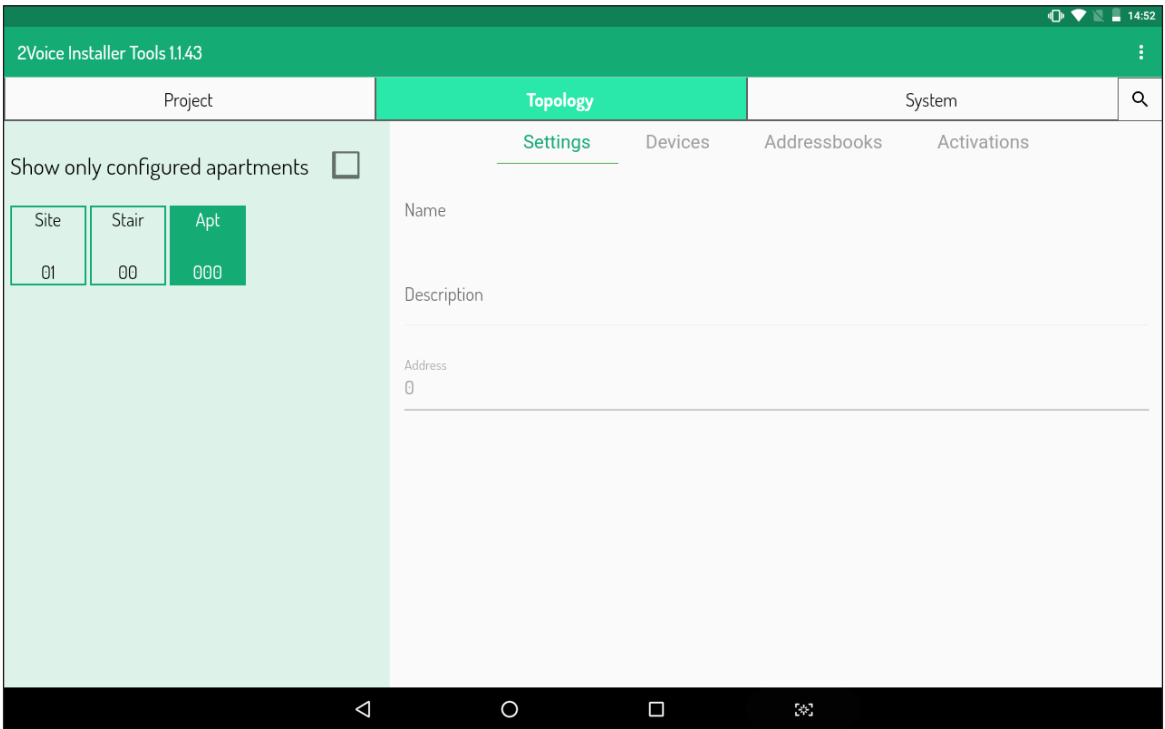 14:52
2Voice Installer Tools 1.1.43
Project
Topology
System
Settings
Devices
Addressbooks
Activations
Show only configured apartments
Site
Stair
Apt
01
00
000
Name
Description
Address
0